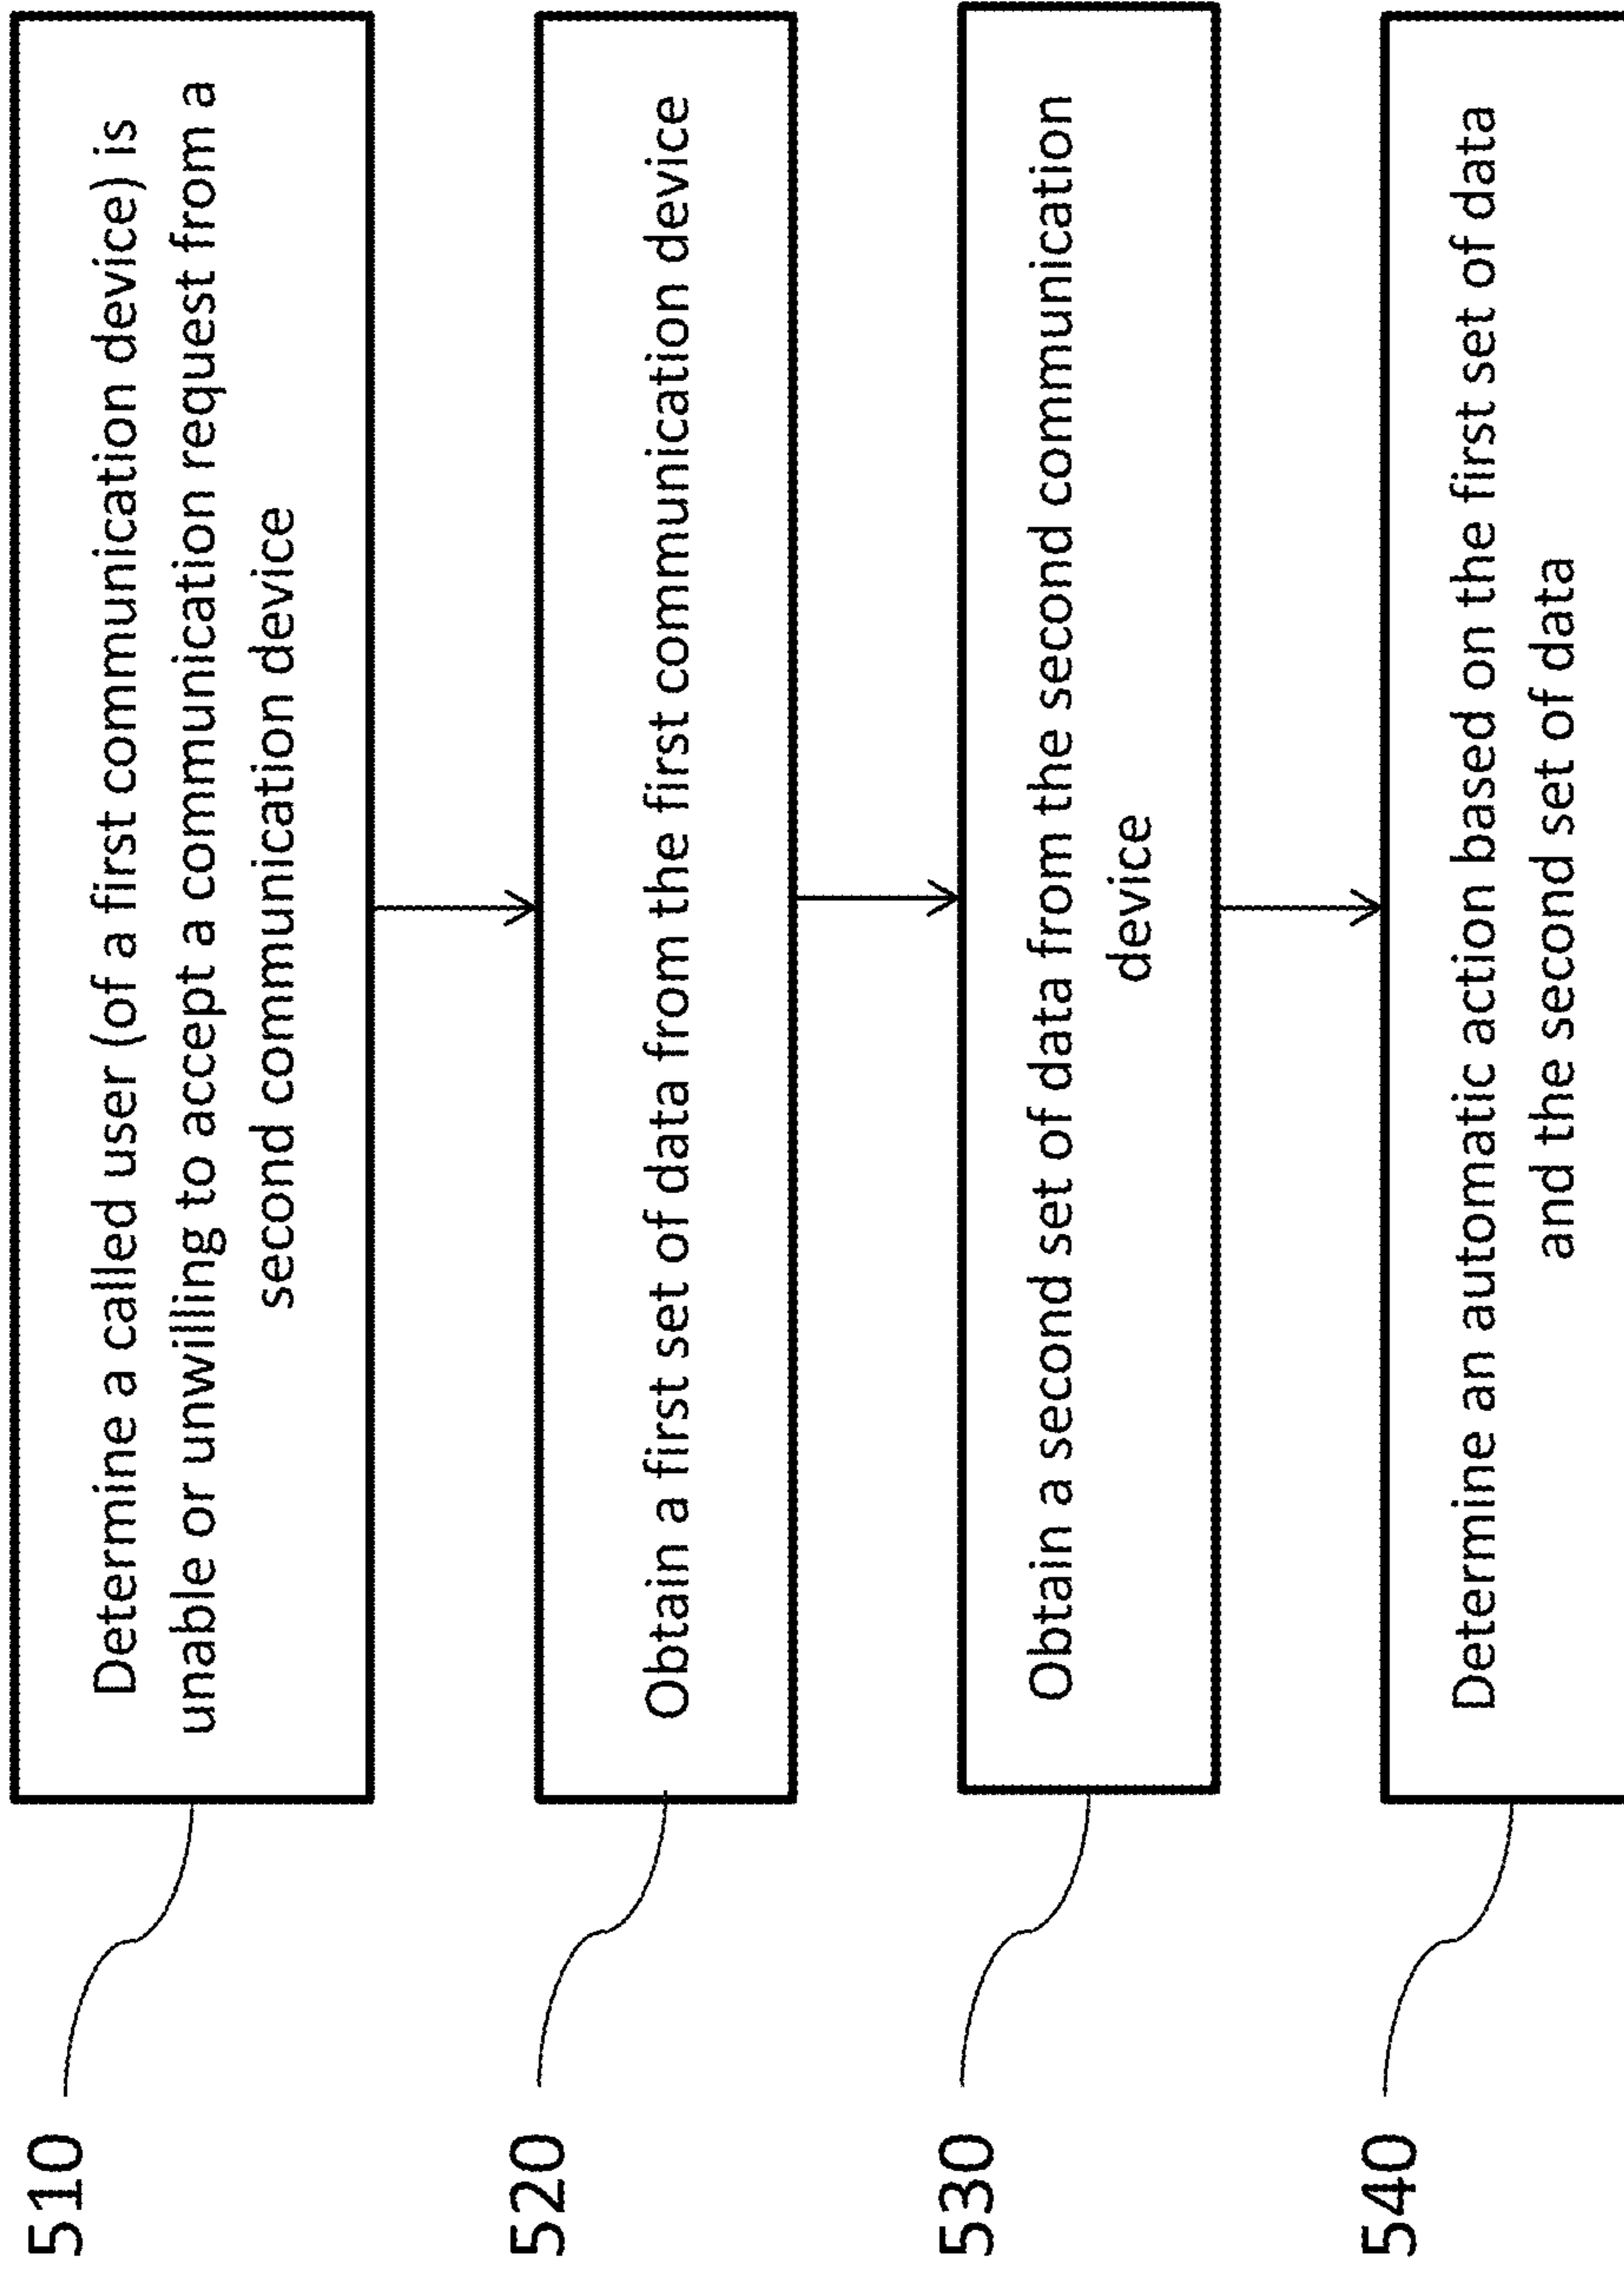 510
Determine a called user (of a first communication device) is
unable or unwilling to accept a communication request from a
second communication device
520
Obtain a first set of data from the first communication device
530
Obtain a second set of data from the second communication
device
540
Determine an automatic action based on the first set of data
and the second set of data